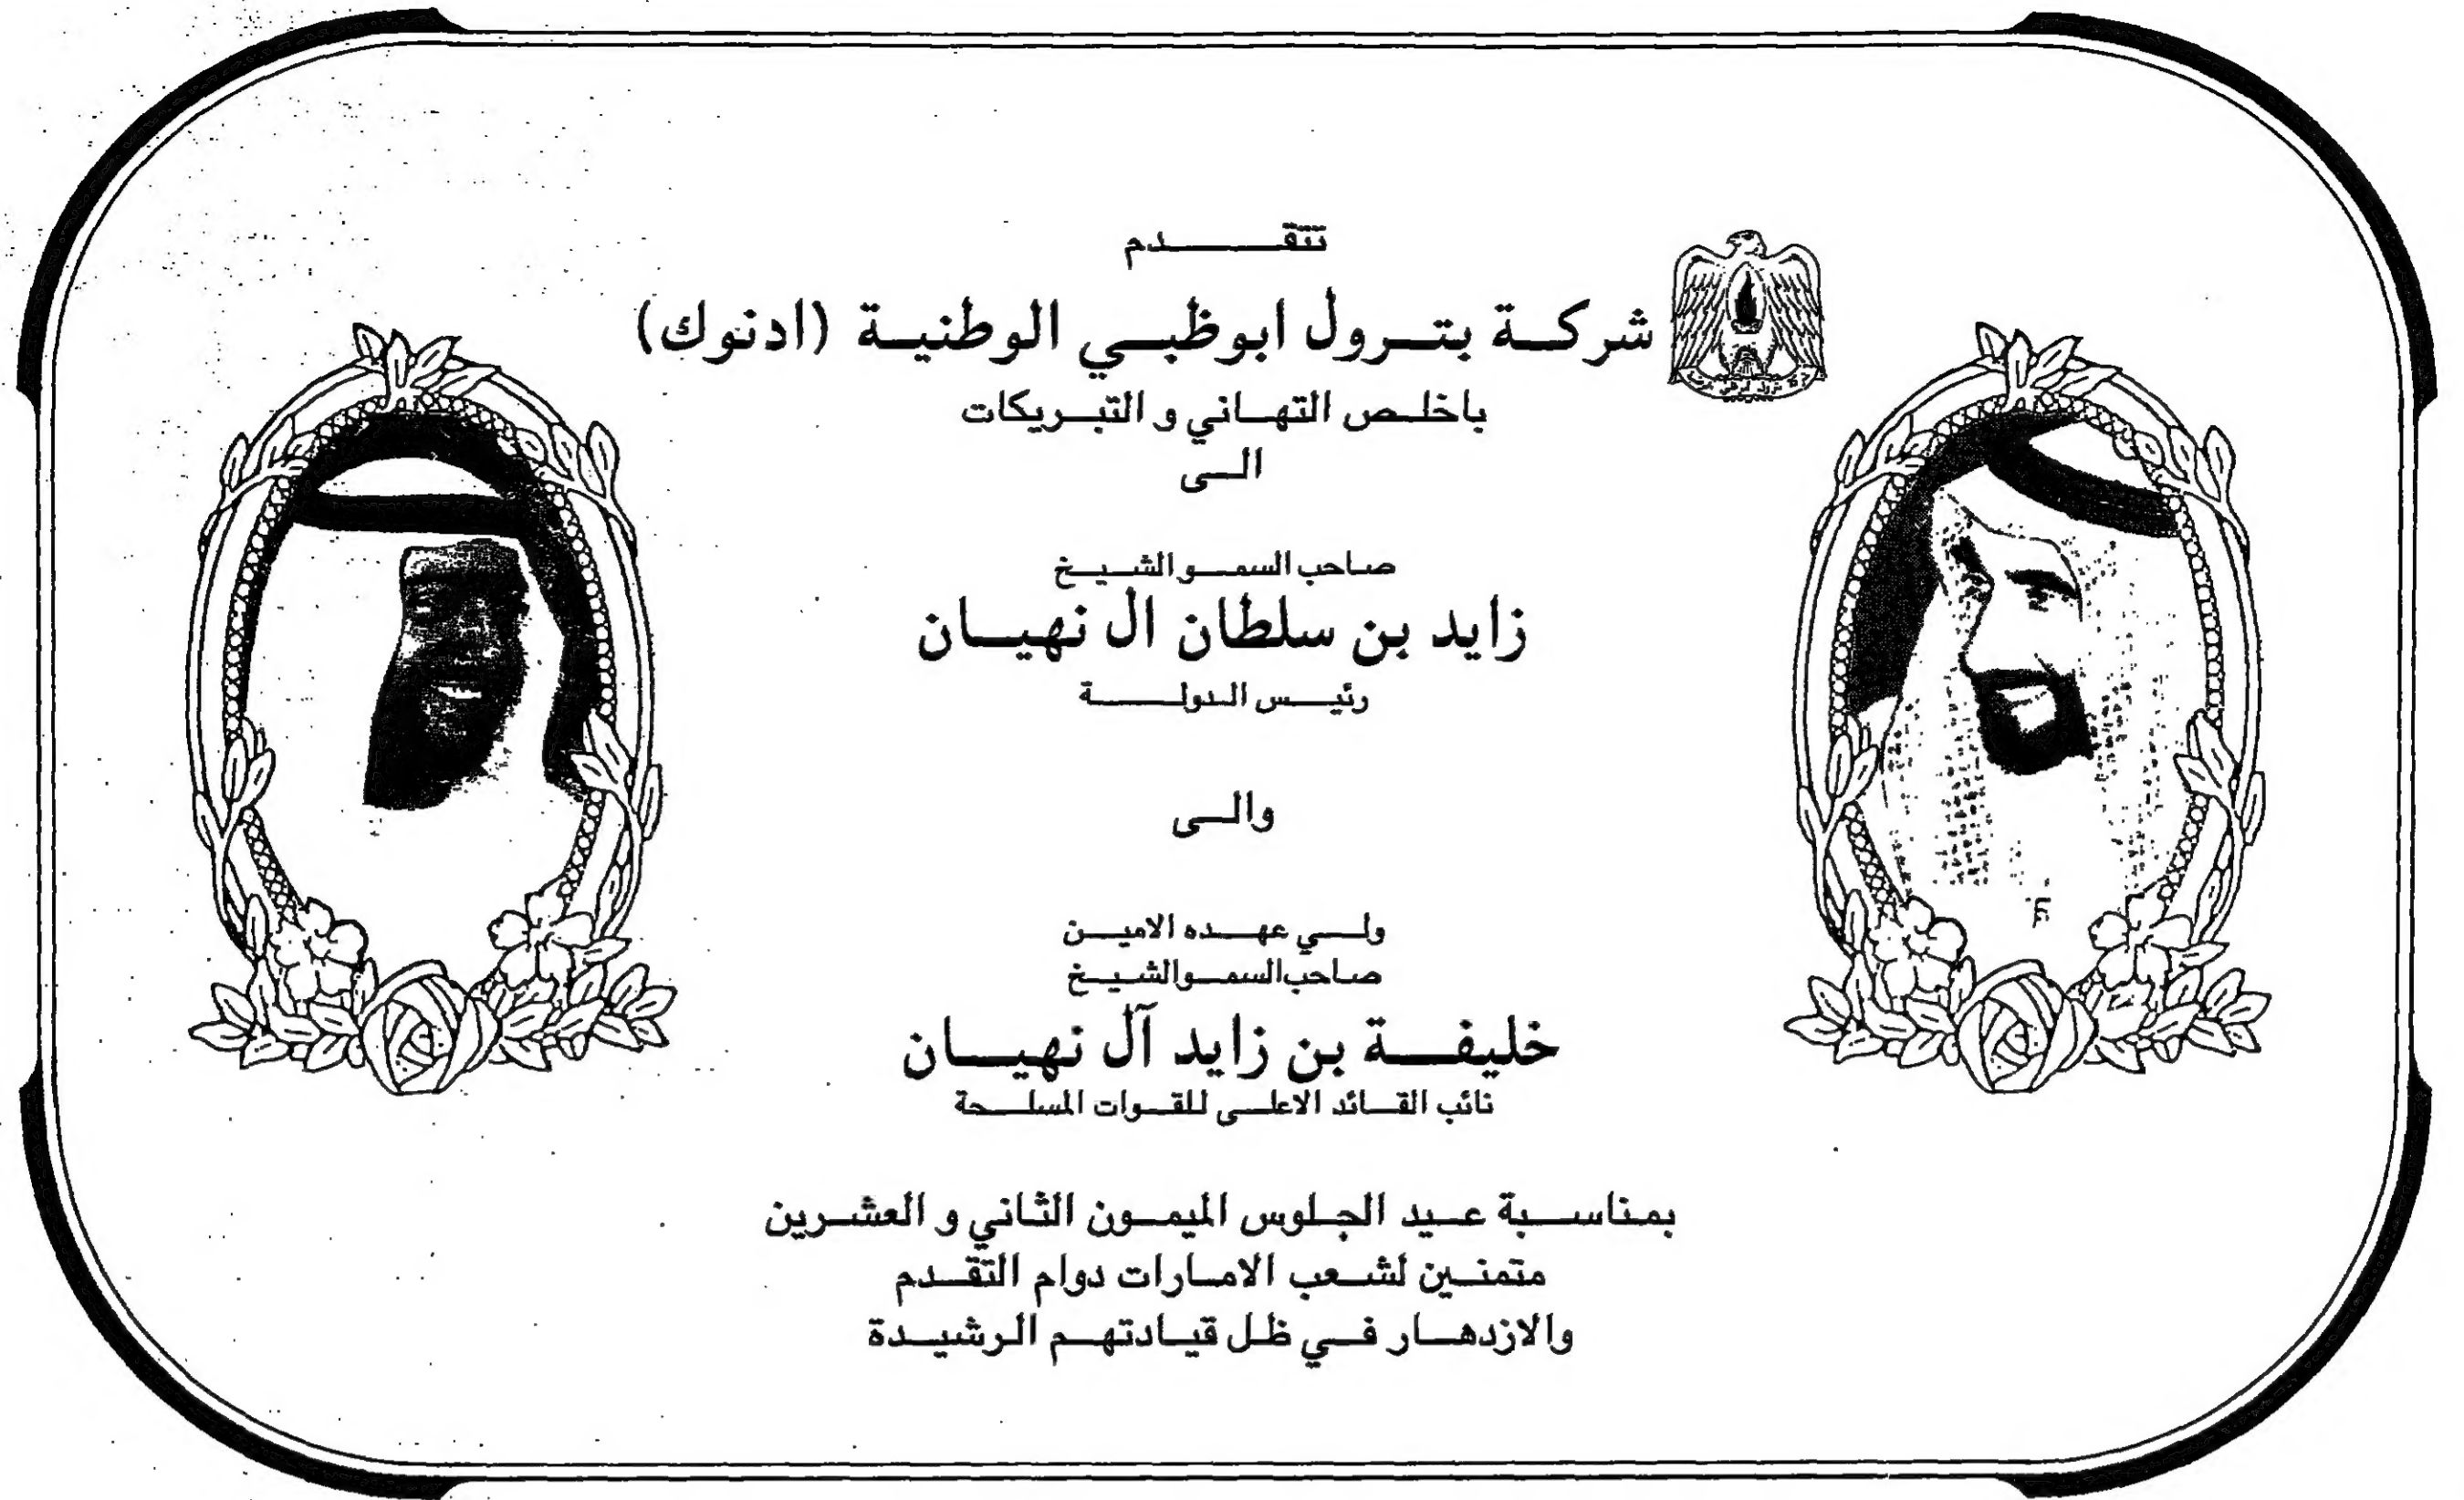 تتقدم
شركة بترول ابوظبي الوطنية (ادنوك)
باخلص التهاني و التبريكات
الى
صاحب السمو الشيخ
زايد بن سلطان ال نهيان
رئيس الدولة
والى
ولي عهده الامين
صاحب السمو الشيخ
خليفة بن زايد آل نهيان
نائب القائد الاعلى للقوات المسلحة
بمناسبة عيد الجلوس الميمون الثاني و العشرين
متمنين لشعب الامارات دوام التقدم
والازدهار في ظل قيادتهم الرشيدة